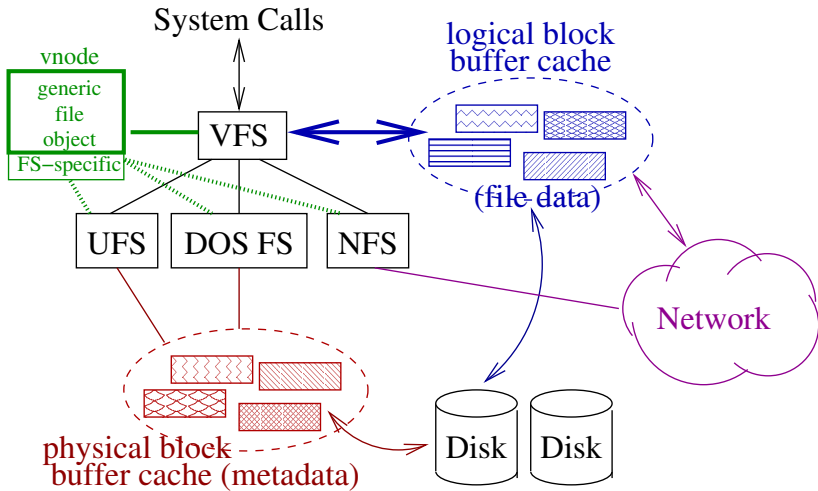 System Calls
logical block
buffer cache
vnode
generic
file
object
FS−specific
VFS
(file data)
UFS
DOS FS
NFS
Network
Disk
Disk
physical block
buffer cache (metadata)